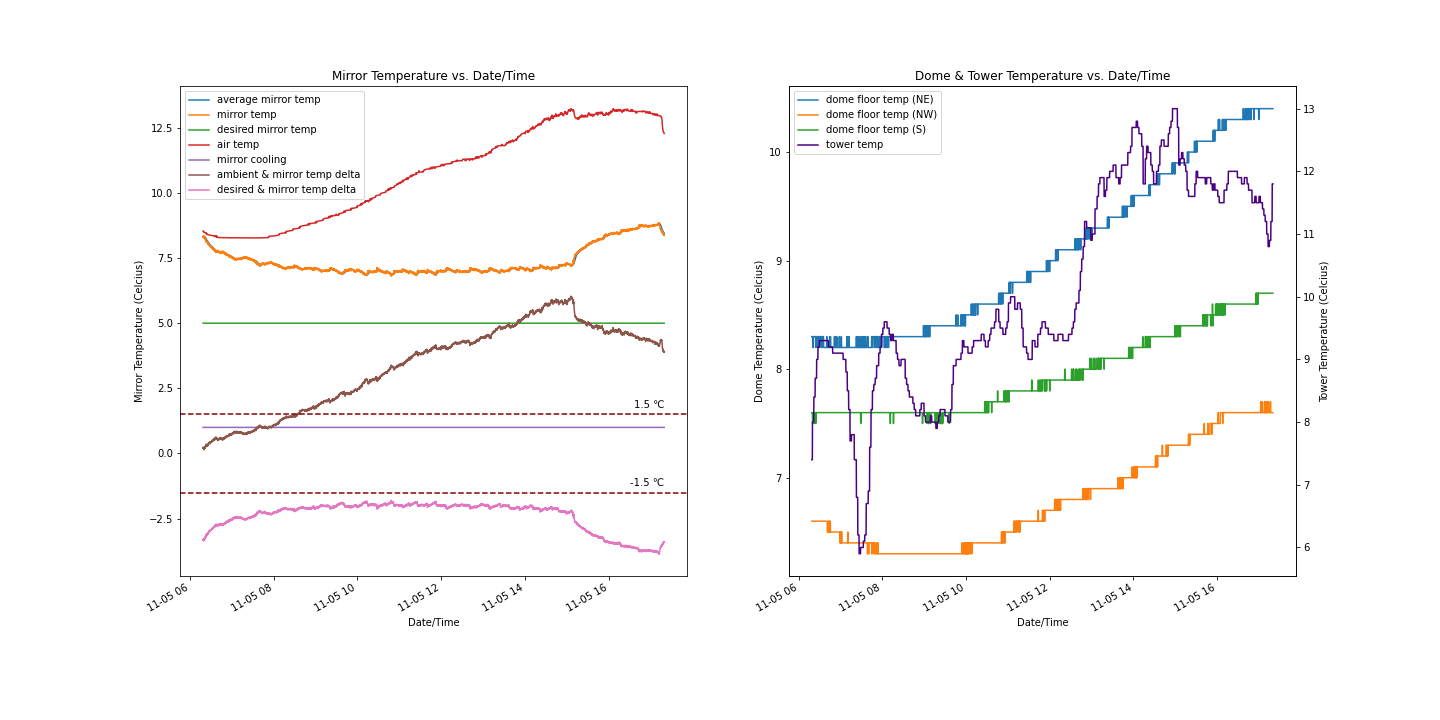 Mirror Temperature vs. Date/Time
average mirror temp
mirror temp
desired mirror temp
air temp
mirror cooling
ambient & mirror temp delta
desired & mirror temp delta
12.5
10.0
7.5
5.0
2.5
0.0
−2.5
Mirror Temperature (Celcius)
1.5 °C
-1.5 °C
11-05 06
11-05 08
11-05 10
11-05 12
11-05 14
11-05 16
Date/Time
Dome & Tower Temperature vs. Date/Time
dome floor temp (NE)
dome floor temp (NW)
dome floor temp (S)
tower temp
10
9
8
7
Dome Temperature (Celcius)
13
12
11
10
9
8
7
6
Tower Temperature (Celcius)
11-05 06
11-05 08
11-05 10
11-05 12
11-05 14
11-05 16
Date/Time